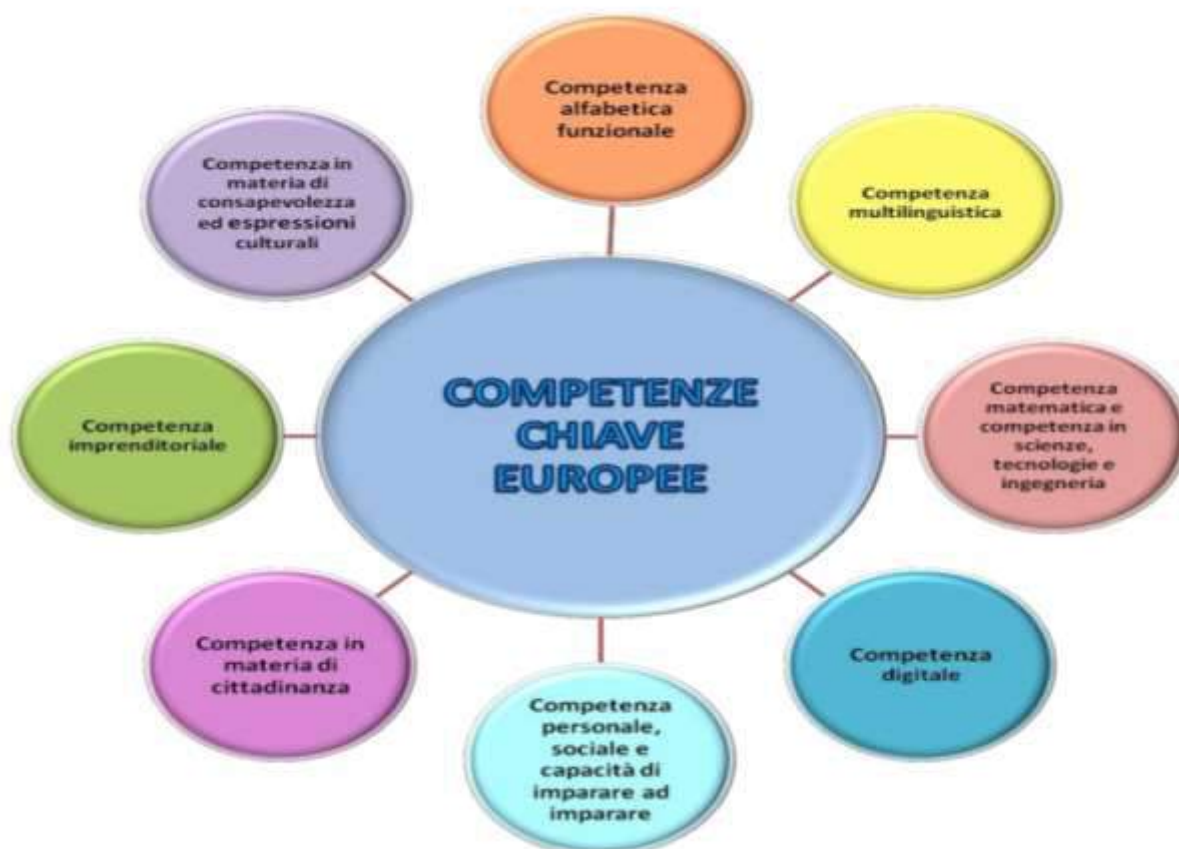 Competenza
alfabetica
funzionale
Competenza in
materia di
consapevolezza
ed espressioni
culturali
Competenza
multilinguistica
COMPETENZE
CHIAVE
EUROPEE
Competenza
imprenditoriale
Competenza
matematica e
competenza in
scienze,
tecnologie e
ingegneria
Competenza in
materia di
cittadinanza
Competenza
digitale
Competenza
personale,
sociale e
capacità di
imparare ad
imparare